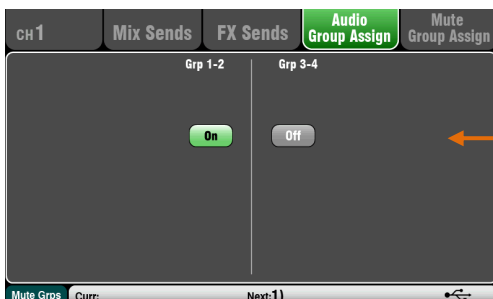 CH1
Mix Sends
FX Sends
Audio
Group Assign
Mute
Group Assign
Grp 1-2
Grp 3-4
On
Off
Mute Grps
Curr:
Next:1)